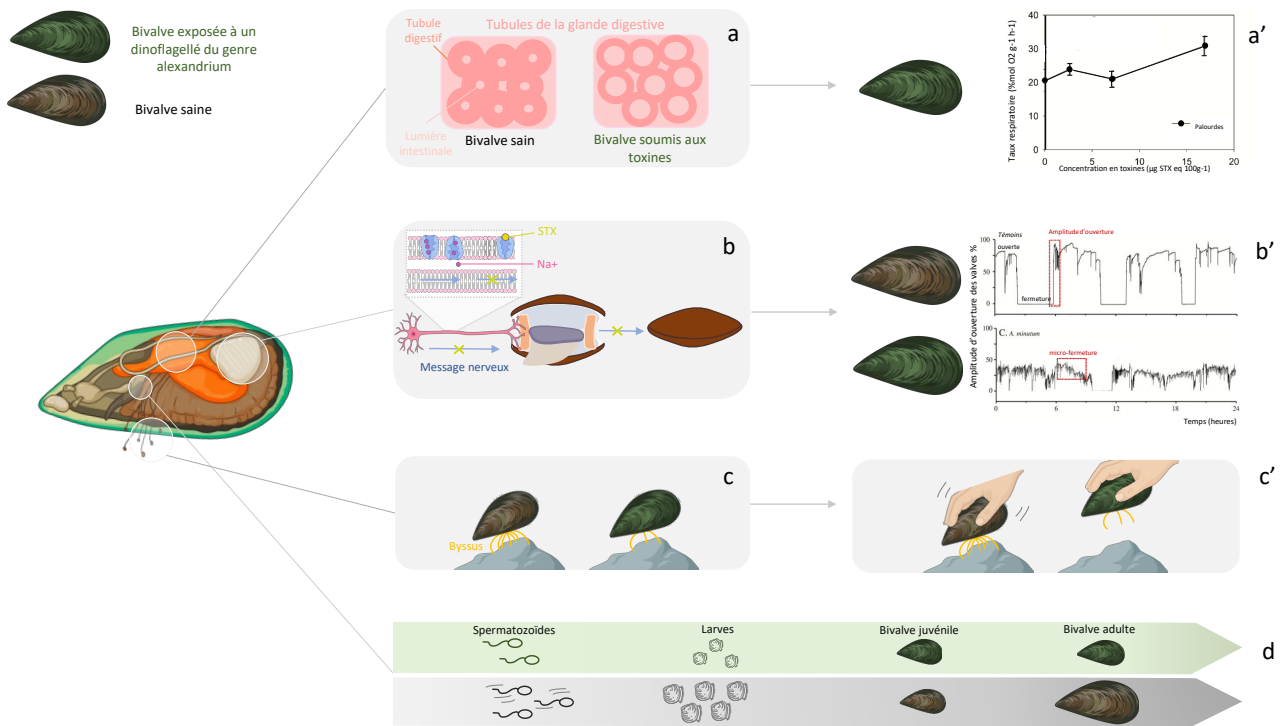 Bivalve exposée à un
dinoflagellé du genre
alexandrium
Bivalve saine
Tubules de la glande digestive
a
Tubule
digestif
Lumière
intestinale
Bivalve sain
Bivalve soumis aux
toxines
a’
Taux respiratoire (%mol O2 g-1 h-1)
40
30
20
10
0
Palourdes
0
5
10
15
20
Concentration en toxines (µg STX eq 100g-1)
b
STX
Na+
Message nerveux
b’
Amplitude d'ouverture des valves %
Témoins
Amplitude d'ouverture
ouverte
100
50
0
fermeture
C. A. minutum
100
micro-fermeture
50
0
0
6
12
18
24
Temps (heures)
c
Byssus
c’
Spermatozoïdes
Larves
Bivalve juvénile
Bivalve adulte
d